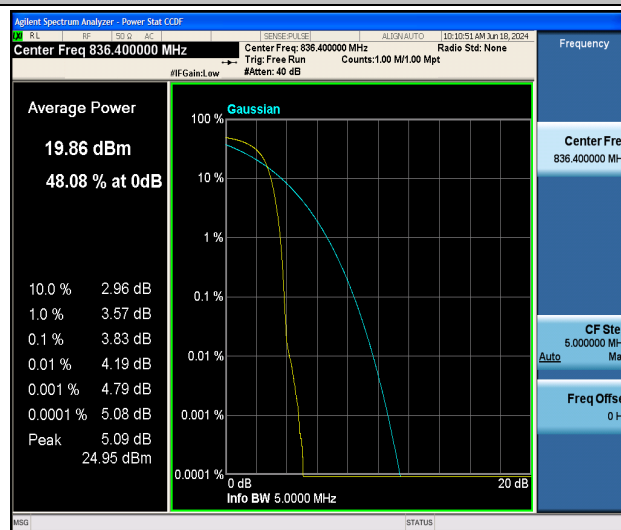 Agilent Spectrum Analyzer - Power Stat CCDF
LXI RL RF 50 Ω AC SENSE:PULSE ALIGN AUTO 10:10:51 AM Jun 18, 2024
Center Freq 836.400000 MHz
Center Freq: 836.400000 MHz Radio Std: None
Trig: Free Run Counts:1.00 M/1.00 Mpt
#IFGain:Low #Atten: 40 dB
Frequency
Center Fre
836.400000 MH
CF Ste
5.000000 MH
Auto Ma
Freq Offse
0 H
Average Power
19.86 dBm
48.08 % at 0dB
10.0 % 2.96 dB
1.0 % 3.57 dB
0.1 % 3.83 dB
0.01 % 4.19 dB
0.001 % 4.79 dB
0.0001 % 5.08 dB
Peak 5.09 dB
24.95 dBm
Gaussian
100 %
10 %
1 %
0.1 %
0.01 %
0.001 %
0.0001 %
0 dB 20 dB
Info BW 5.0000 MHz
MSG STATUS